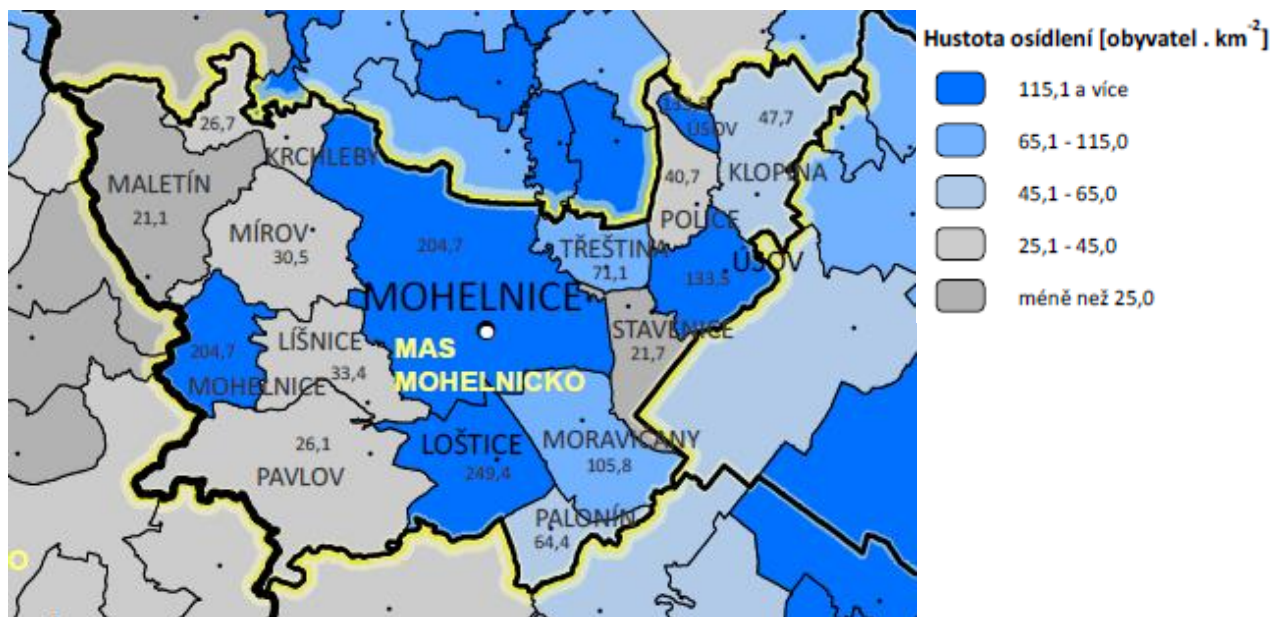 Hustota osídlení [obyvatel . km⁻²]
115,1 a více
65,1 - 115,0
45,1 - 65,0
25,1 - 45,0
méně než 25,0
ÚSOV
47,7
26,7
KRCHLEBY
MALETÍN
21,1
40,7
KLOPINA
POLICE
MÍROV
30,5
204,7
TŘEŠTINA
71,1
ÚSOV
133,5
MOHELNICE
STAVENICE
21,7
LÍŠNICE
33,4
204,7
MOHELNICE
MAS
MOHELNICKO
26,1
PAVLOV
LOŠTICE
249,4
MORAVIČANY
105,8
PALONÍN
64,4
O